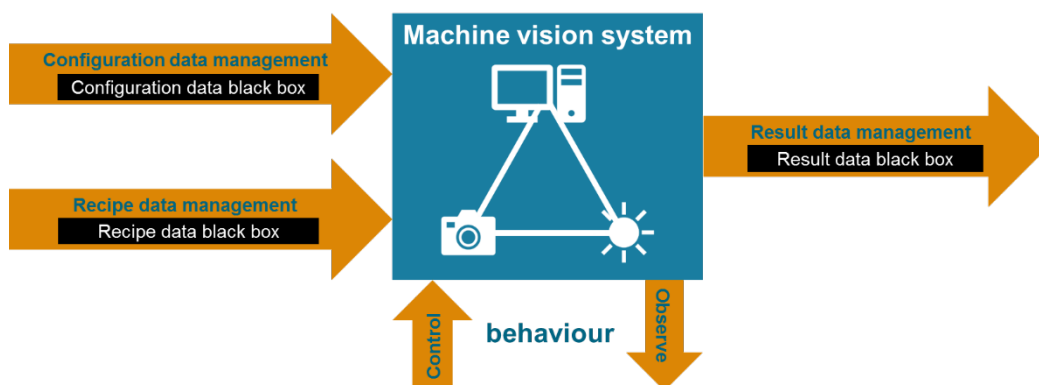 Machine vision system
Configuration data management
Configuration data black box
Recipe data management
Recipe data black box
Result data management
Result data black box
Control
behaviour
Observe